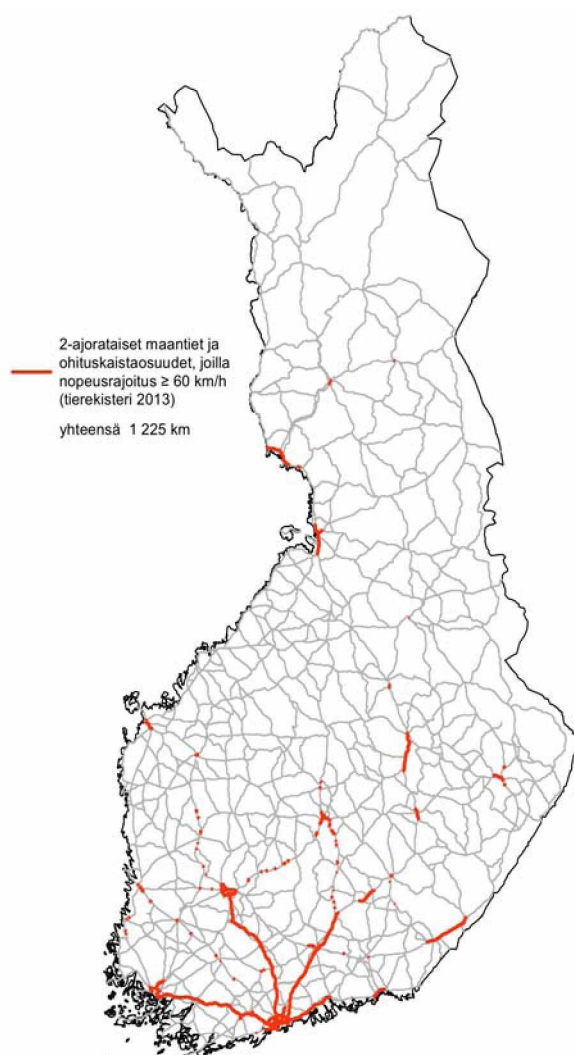 2-ajorataiset maantiet ja
ohituskaistaosuudet, joilla
nopeusrajoitus ≥ 60 km/h
(tierekisteri 2013)
yhteensä 1 225 km